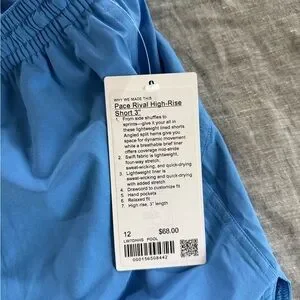 WHY WE MADE THIS
Pace Rival High-Rise
Short 3"
1. From side shuffles to
sprints—give it your all in
these lightweight lined shorts
Angled split hems give you
space for dynamic movement
while a breathable brief liner
offers coverage mid-stride
2. Swift fabric is lightweight,
four-way stretch,
sweat-wicking, and quick-drying
3. Lightweight liner is
sweat-wicking and quick-drying
with added stretch
4. Drawcord to customize fit
5. Hand pockets
6. Relaxed fit
7. High rise, 3" length
12 $68.00
POOL